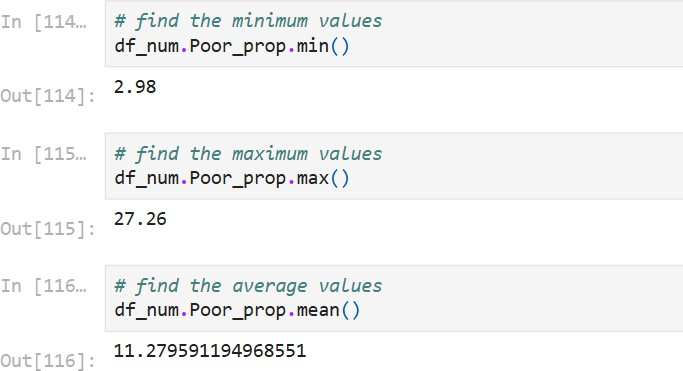 In [114… # find the minimum values
df_num.Poor_prop.min()
Out[114]: 2.98
In [115… # find the maximum values
df_num.Poor_prop.max()
Out[115]: 27.26
In [116… # find the average values
df_num.Poor_prop.mean()
Out[116]: 11.279591194968551